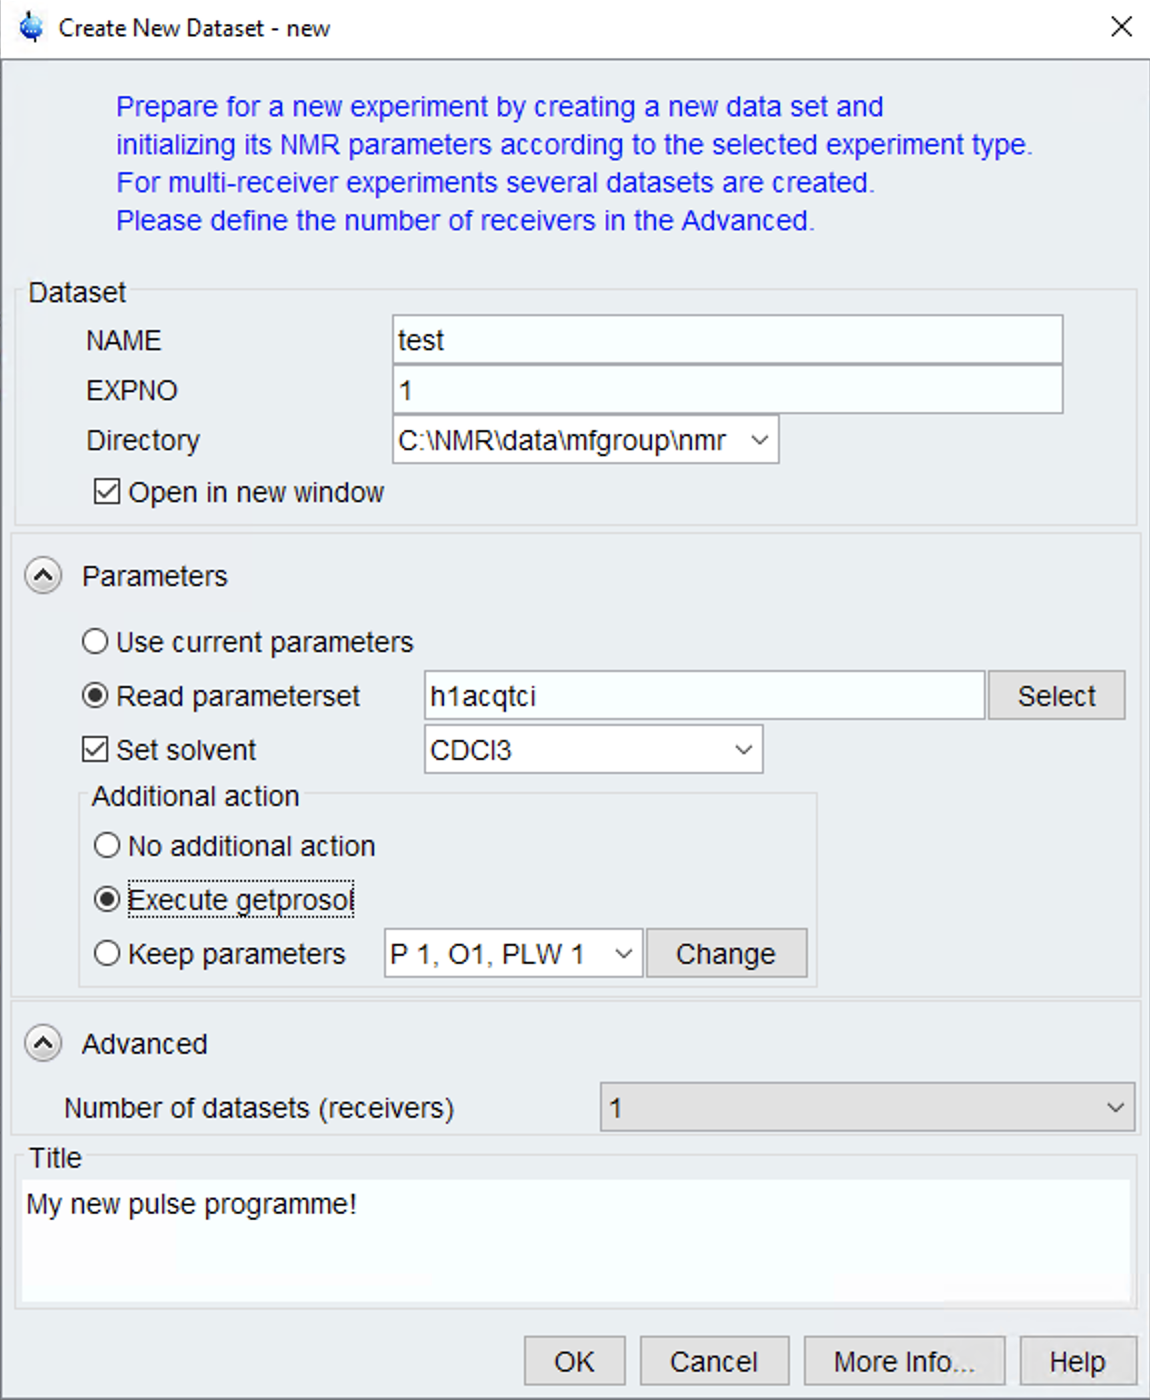 Create New Dataset - new
Prepare for a new experiment by creating a new data set and
initializing its NMR parameters according to the selected experiment type.
For multi-receiver experiments several datasets are created.
Please define the number of receivers in the Advanced.
Dataset
NAME test
EXPNO 1
Directory C:\NMR\data\mfgroup\nmr
Open in new window
Parameters
Use current parameters
Read parameterset h1acqtci Select
Set solvent CDCl3
Additional action
No additional action
Execute getprosol
Keep parameters P 1, O1, PLW 1 Change
Advanced
Number of datasets (receivers) 1
Title
My new pulse programme!
OK Cancel More Info... Help